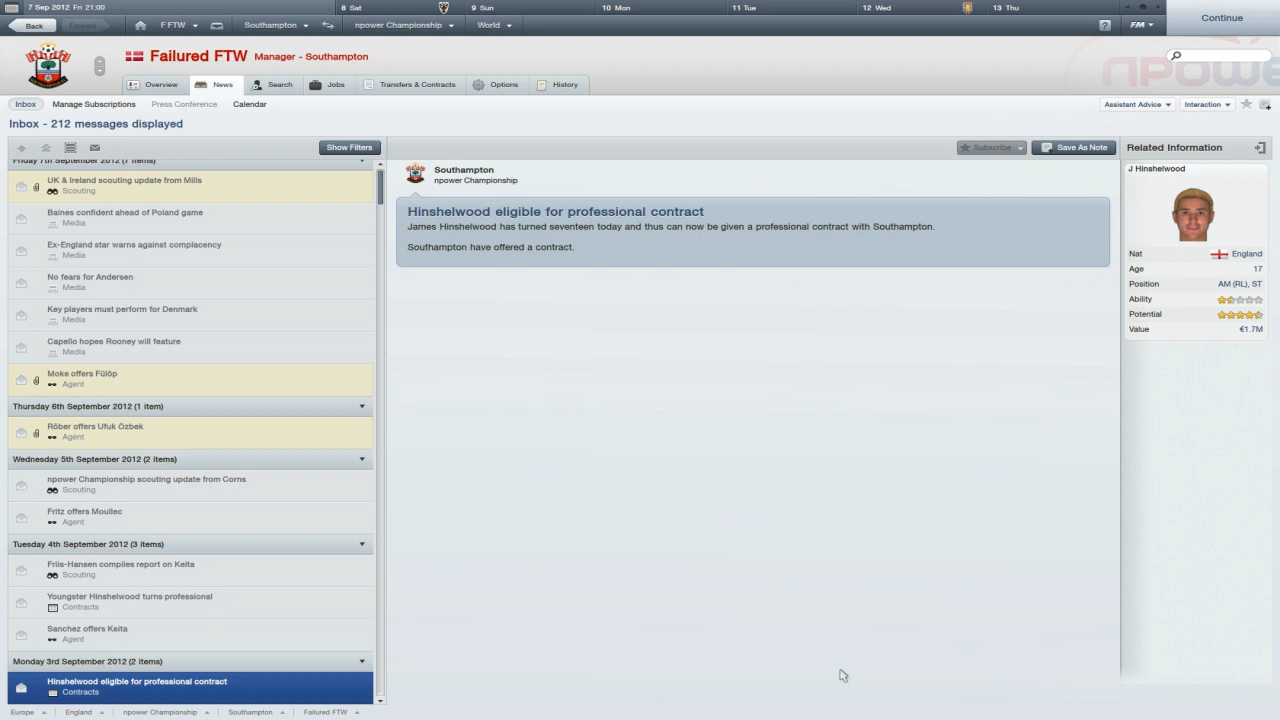 7 Sep 2012 Fri 21:00
8 Sat
9 Sun
10 Mon
11 Tue
12 Wed
13 Thu
Back
Forward
F FTW
Southampton
npower Championship
World
?
FM
Continue
Failured FTW Manager - Southampton
Overview
News
Search
Jobs
Transfers & Contracts
Options
History
Inbox
Manage Subscriptions
Press Conference
Calendar
Assistant Advice
Interaction
Inbox - 212 messages displayed
Show Filters
Subscribe
Save As Note
Related Information
Friday 7th September 2012 (7 items)
UK & Ireland scouting update from Mills
Scouting
Baines confident ahead of Poland game
Media
Ex-England star warns against complacency
Media
No fears for Andersen
Media
Key players must perform for Denmark
Media
Capello hopes Rooney will feature
Media
Moke offers Fülöp
Agent
Thursday 6th September 2012 (1 item)
Röber offers Ufuk Özbek
Agent
Wednesday 5th September 2012 (2 items)
npower Championship scouting update from Corns
Scouting
Fritz offers Moullec
Agent
Tuesday 4th September 2012 (3 items)
Friis-Hansen compiles report on Keita
Scouting
Youngster Hinshelwood turns professional
Contracts
Sanchez offers Keita
Agent
Monday 3rd September 2012 (2 items)
Hinshelwood eligible for professional contract
Contracts
Southampton
npower Championship
Hinshelwood eligible for professional contract
James Hinshelwood has turned seventeen today and thus can now be given a professional contract with Southampton.
Southampton have offered a contract.
J Hinshelwood
Nat England
Age 17
Position AM (RL), ST
Ability
Potential
Value €1.7M
Europe
England
npower Championship
Southampton
Failured FTW